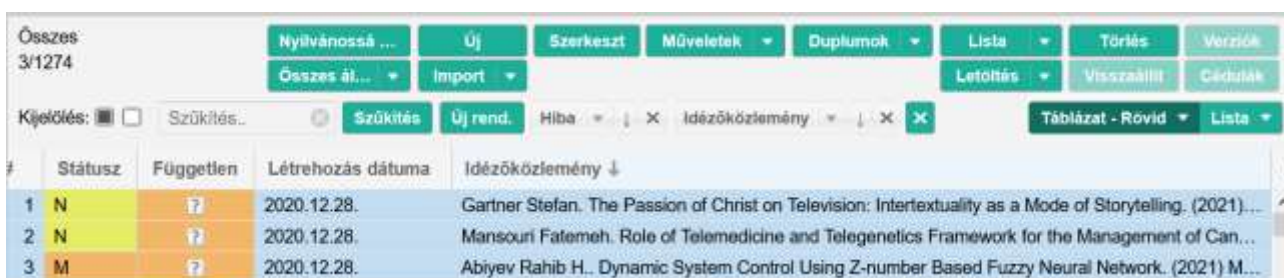 Összes
3/1274
Nyilvánossá ... Új Szerkeszt Műveletek Duplumok Lista Törlés Verziók
Összes ál... Import Letöltés Visszaállít Cédulák
Kijelölés: Szűkítés.. Szűkítés Új rend. Hiba ↓ ✕ Idézőközlemény ↓ ✕ ✕ Táblázat - Rövid Lista
# Státusz Független Létrehozás dátuma Idézőközlemény ↓
1 N ? 2020.12.28. Gartner Stefan. The Passion of Christ on Television: Intertextuality as a Mode of Storytelling. (2021)....
2 N ? 2020.12.28. Mansouri Fatemeh. Role of Telemedicine and Telegenetics Framework for the Management of Can...
3 M ? 2020.12.28. Abiyev Rahib H.. Dynamic System Control Using Z-number Based Fuzzy Neural Network. (2021) M...